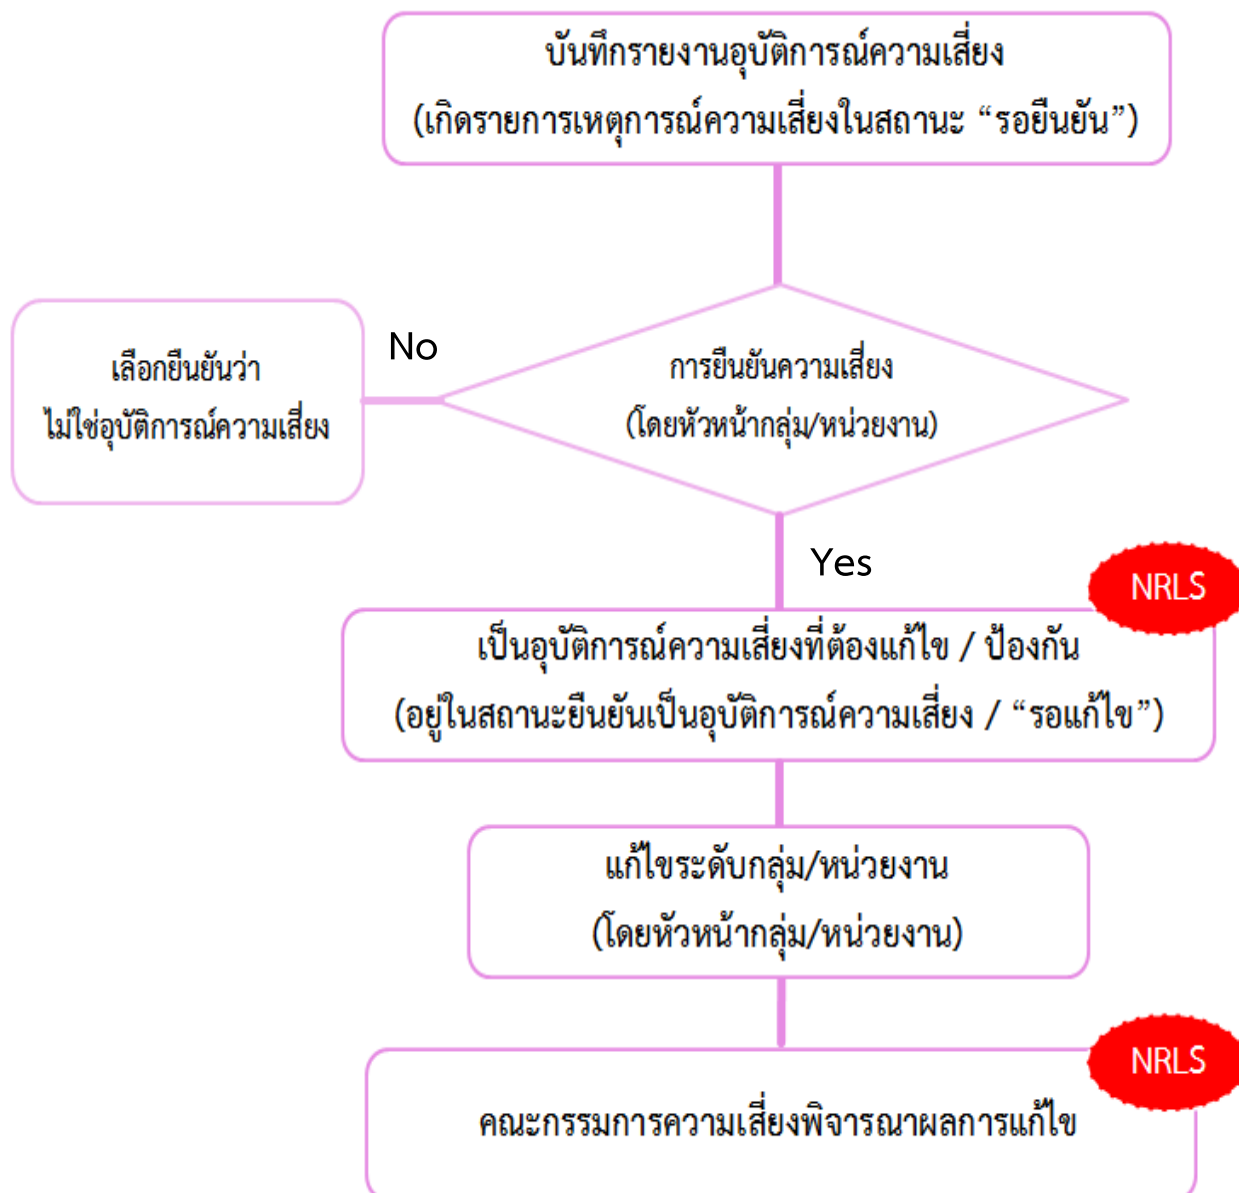 บันทึกรายงานอุบัติการณ์ความเสี่ยง
(เกิดรายการเหตุการณ์ความเสี่ยงในสถานะ “รอยืนยัน”)
การยืนยันความเสี่ยง
(โดยหัวหน้ากลุ่ม/หน่วยงาน)
No
เลือกยืนยันว่า
ไม่ใช่อุบัติการณ์ความเสี่ยง
Yes
NRLS
เป็นอุบัติการณ์ความเสี่ยงที่ต้องแก้ไข / ป้องกัน
(อยู่ในสถานะยืนยันเป็นอุบัติการณ์ความเสี่ยง / “รอแก้ไข”)
แก้ไขระดับกลุ่ม/หน่วยงาน
(โดยหัวหน้ากลุ่ม/หน่วยงาน)
NRLS
คณะกรรมการความเสี่ยงพิจารณาผลการแก้ไข